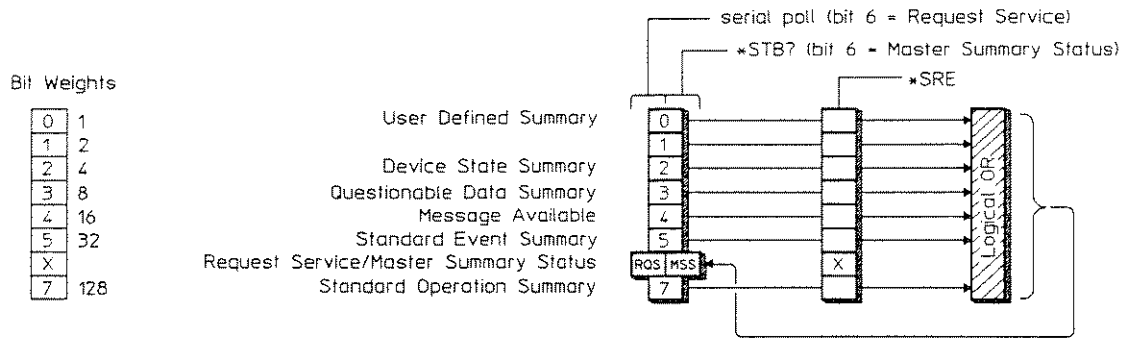 serial poll (bit 6 = Request Service)
*STB? (bit 6 = Master Summary Status)
Bit Weights
*SRE
0 1 User Defined Summary 0
1 2 1
2 4 Device State Summary 2
3 8 Questionable Data Summary 3
4 16 Message Available 4
5 32 Standard Event Summary 5
X Request Service/Master Summary Status RQS MSS X
7 128 Standard Operation Summary 7
Logical OR